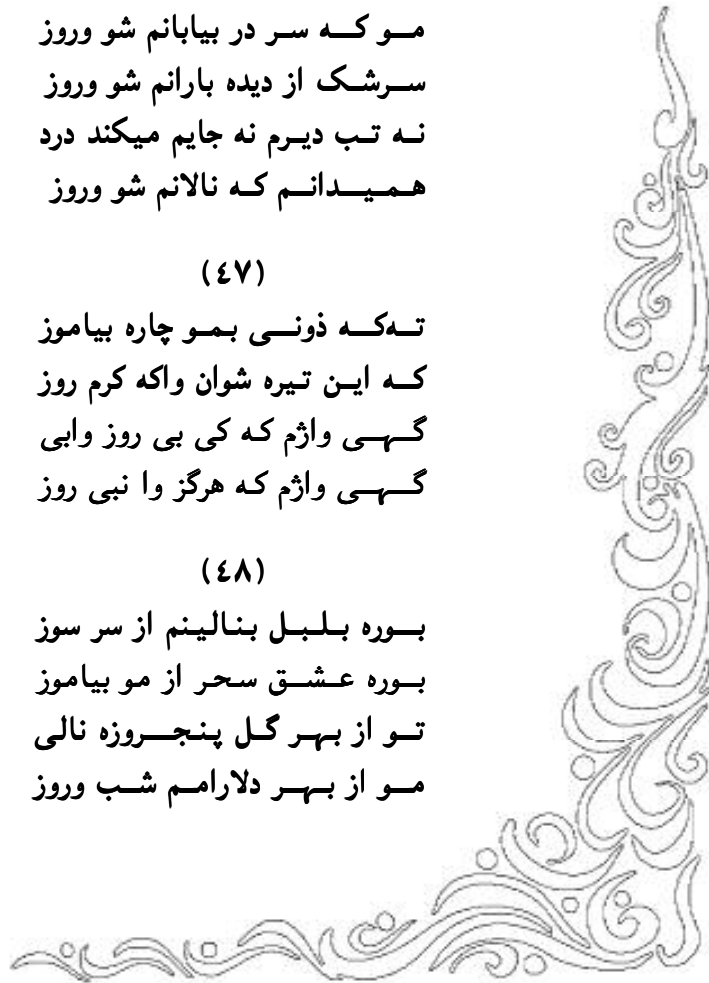 مو که سر در بیابانم شو وروز
سرشک از دیده بارانم شو وروز
نه تب دیرم نه جایم میکند درد
همیدانم که نالانم شو وروز
(٤٧)
ته‌که ذونی بمو چاره بیاموز
که این تیره شوان واکه کرم روز
گهی واژم که کی بی روز وابی
گهی واژم که هرگز وا نبی روز
(٤٨)
بوره بلبل بنالینم از سر سوز
بوره عشق سحر از مو بیاموز
تو از بهر گل پنجروزه نالی
مو از بهر دلارامم شب وروز